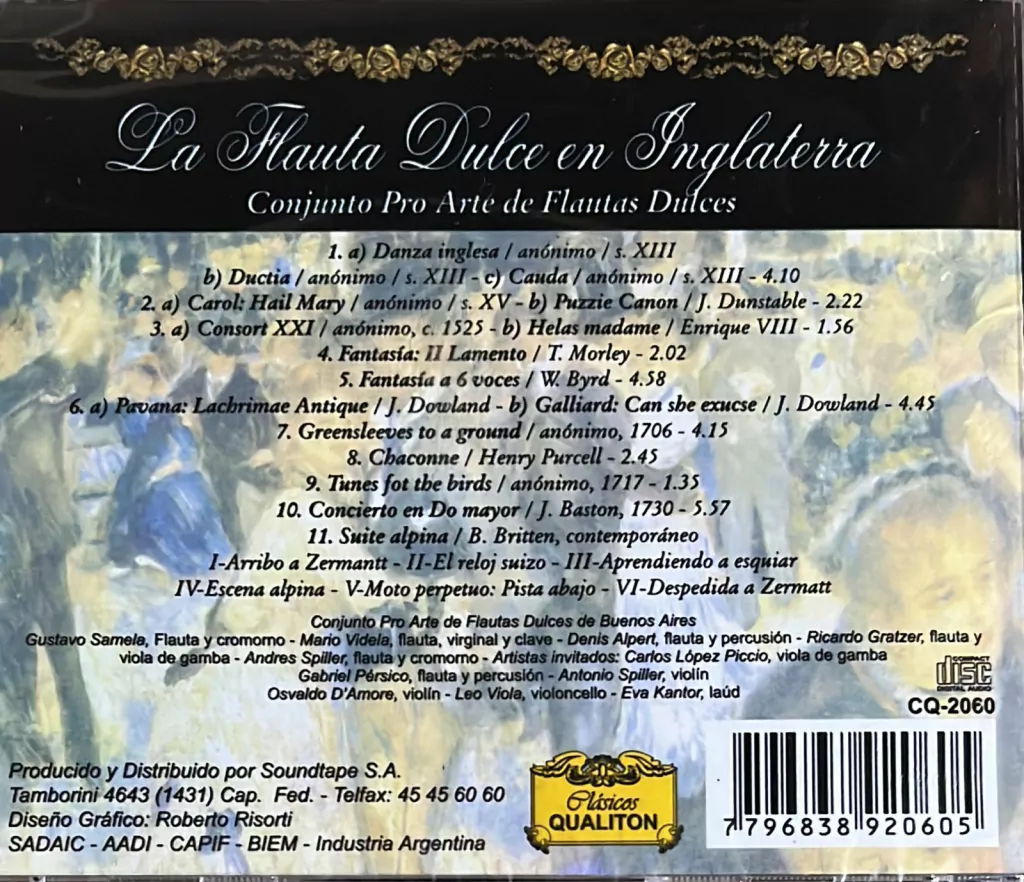 La Flauta Dulce en Inglaterra
Conjunto Pro Arte de Flautas Dulces
1. a) Danza inglesa / anónimo / s. XIII
b) Ductia / anónimo / s. XIII - c) Cauda / anónimo / s. XIII - 4.10
2. a) Carol: Hail Mary / anónimo / s. XV - b) Puzzie Canon / J. Dunstable - 2.22
3. a) Consort XXI / anónimo, c. 1525 - b) Helas madame / Enrique VIII - 1.56
4. Fantasía: II Lamento / T. Morley - 2.02
5. Fantasía a 6 voces / W. Byrd - 4.58
6. a) Pavana: Lachrimae Antique / J. Dowland - b) Galliard: Can she exucse / J. Dowland - 4.45
7. Greensleeves to a ground / anónimo, 1706 - 4.15
8. Chaconne / Henry Purcell - 2.45
9. Tunes fot the birds / anónimo, 1717 - 1.35
10. Concierto en Do mayor / J. Baston, 1730 - 5.57
11. Suite alpina / B. Britten, contemporáneo
I-Arribo a Zermantt - II-El reloj suizo - III-Aprendiendo a esquiar
IV-Escena alpina - V-Moto perpetuo: Pista abajo - VI-Despedida a Zermatt
Conjunto Pro Arte de Flautas Dulces de Buenos Aires
Gustavo Samela, Flauta y cromorno - Mario Videla, flauta, virginal y clave - Denis Alpert, flauta y percusión - Ricardo Gratzer, flauta y
viola de gamba - Andres Spiller, flauta y cromorno - Artistas invitados: Carlos López Piccio, viola de gamba
Gabriel Pérsico, flauta y percusión - Antonio Spiller, violín
Osvaldo D'Amore, violín - Leo Viola, violoncello - Eva Kantor, laúd
COMPACT
disc
DIGITAL AUDIO
CQ-2060
Producido y Distribuido por Soundtape S.A.
Tamborini 4643 (1431) Cap. Fed. - Telfax: 45 45 60 60
Diseño Gráfico: Roberto Risorti
SADAIC - AADI - CAPIF - BIEM - Industria Argentina
Clásicos
QUALITON
7 796838 920605